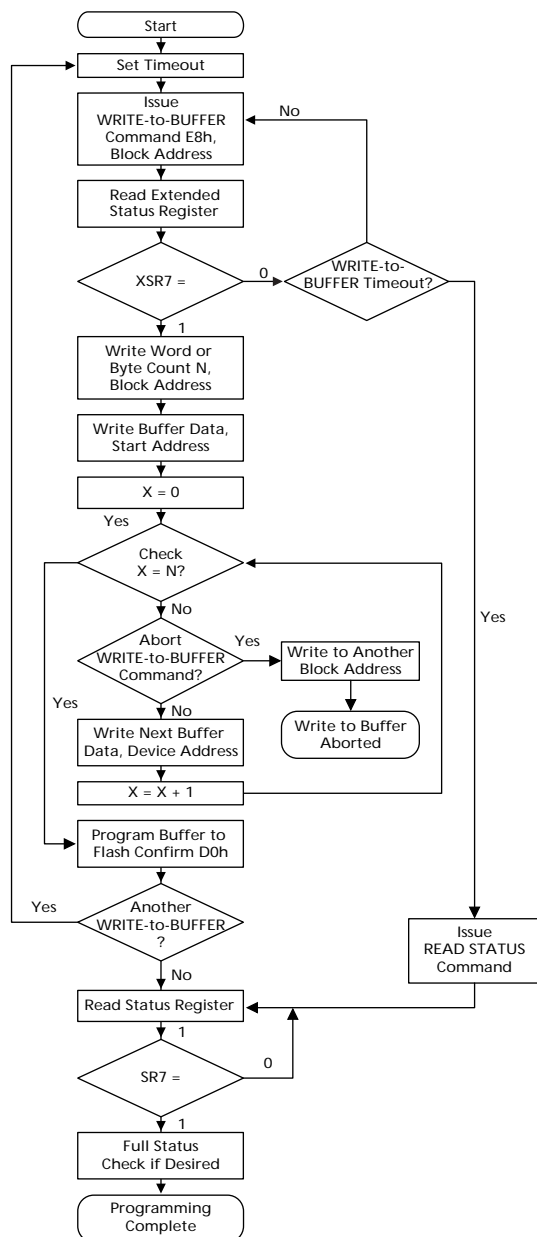 Start
Set Timeout
Issue
WRITE-to-BUFFER
Command E8h,
Block Address
No
Read Extended
Status Register
XSR7 =
0
WRITE-to-
BUFFER Timeout?
1
Write Word or
Byte Count N,
Block Address
Write Buffer Data,
Start Address
X = 0
Yes
Check
X = N?
No
Yes
Abort
WRITE-to-BUFFER
Command?
Yes
Write to Another
Block Address
Yes
No
Write to Buffer
Aborted
Write Next Buffer
Data, Device Address
X = X + 1
Program Buffer to
Flash Confirm D0h
Yes
Another
WRITE-to-BUFFER
?
Issue
READ STATUS
Command
No
Read Status Register
1
0
SR7 =
1
Full Status
Check if Desired
Programming
Complete